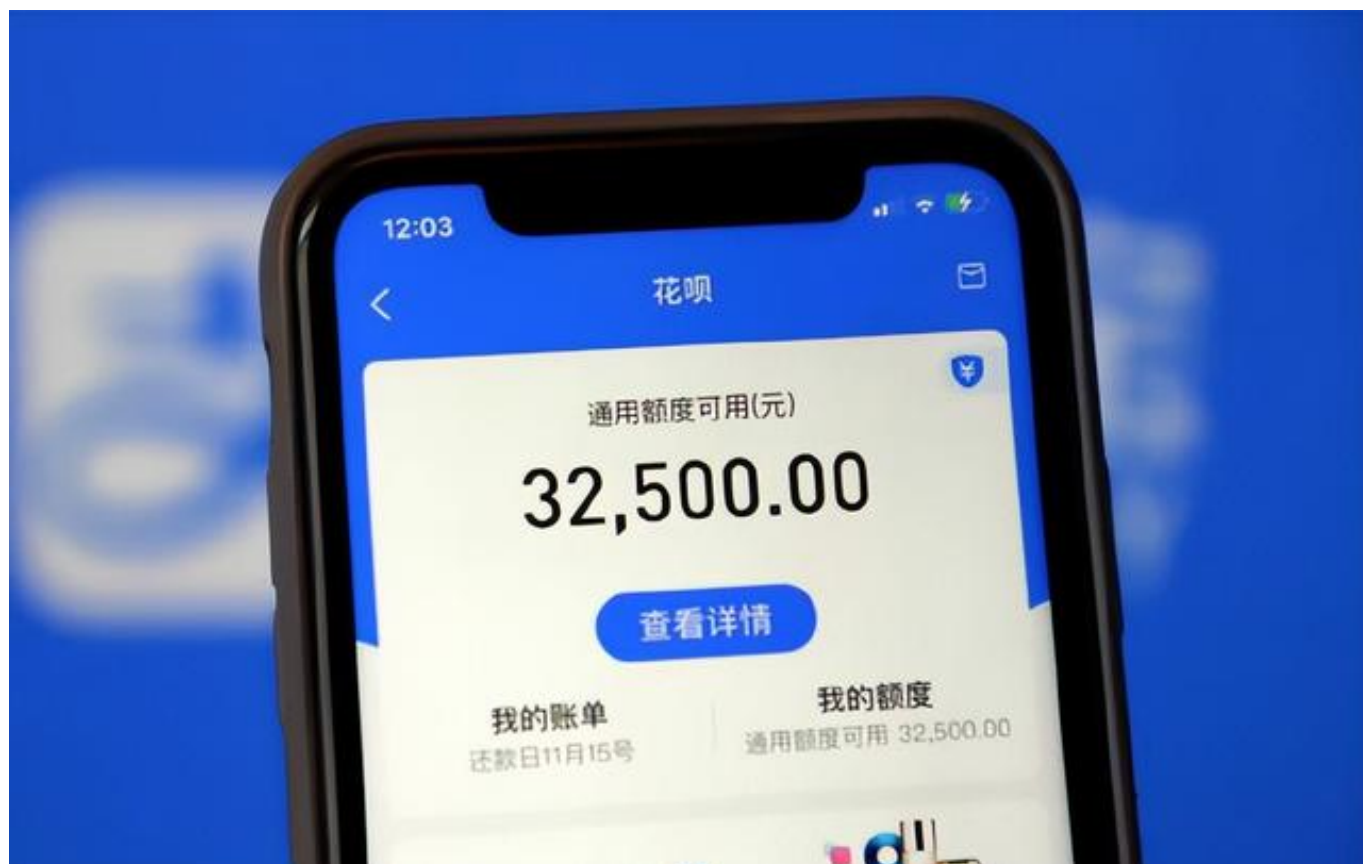 12:03
花呗
¥
通用额度可用(元)
32,500.00
查看详情
我的账单
还款日11月15号
我的额度
通用额度可用 32,500.00